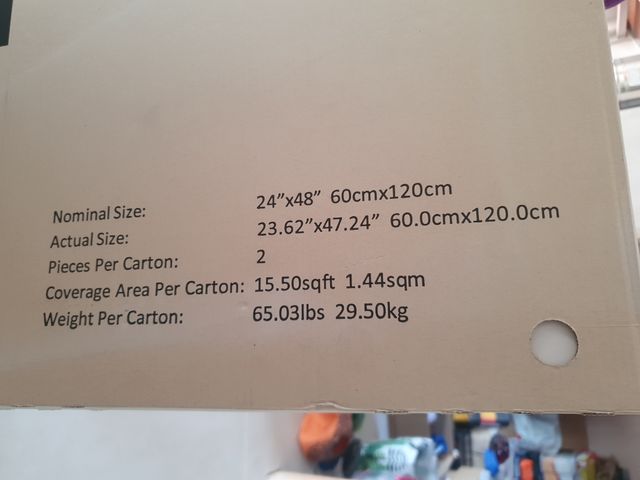 Nominal Size: 24”x48” 60cmx120cm
Actual Size: 23.62”x47.24” 60.0cmx120.0cm
Pieces Per Carton: 2
Coverage Area Per Carton: 15.50sqft 1.44sqm
Weight Per Carton: 65.03lbs 29.50kg